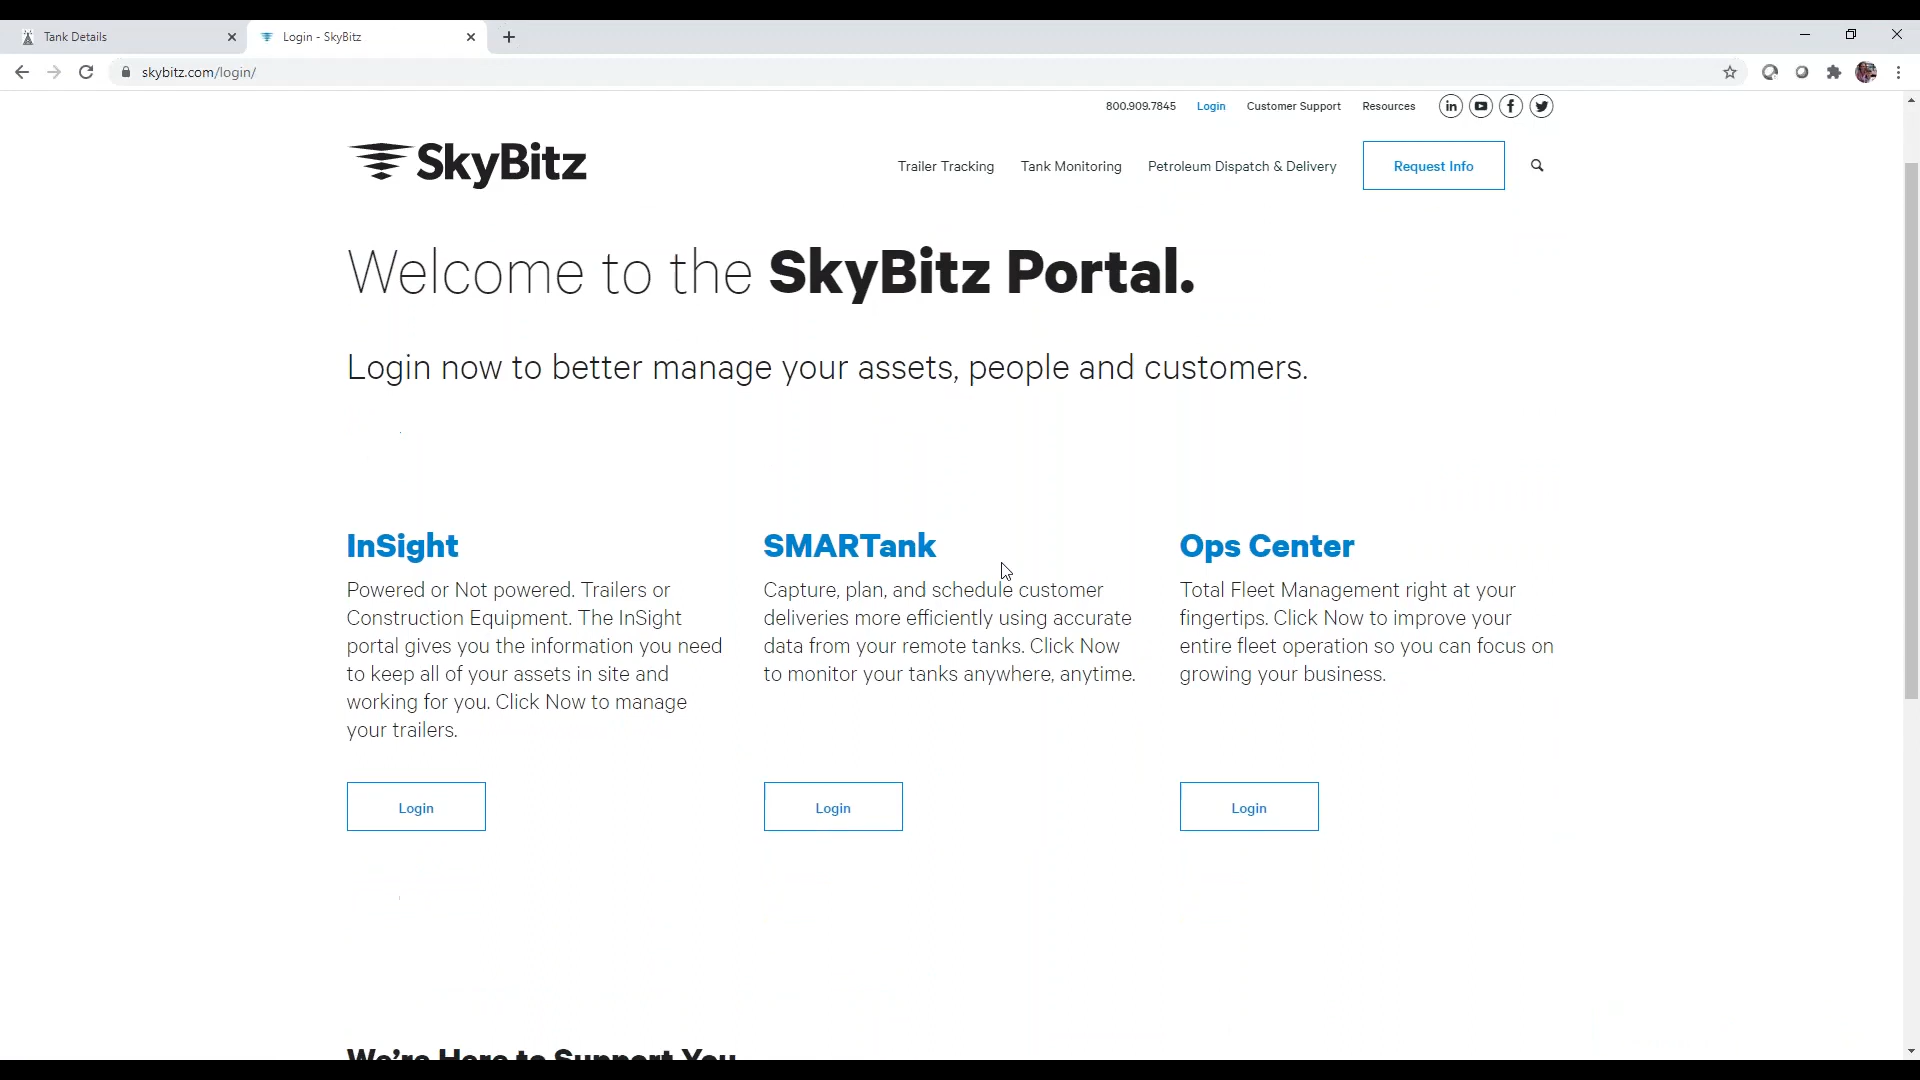 Tank Details
Login - SkyBitz
skybitz.com/login/
800.909.7845 Login Customer Support Resources
SkyBitz
Trailer Tracking Tank Monitoring Petroleum Dispatch & Delivery Request Info
Welcome to the SkyBitz Portal.
Login now to better manage your assets, people and customers.
InSight
Powered or Not powered. Trailers or
Construction Equipment. The InSight
portal gives you the information you need
to keep all of your assets in site and
working for you. Click Now to manage
your trailers.
Login
SMARTank
Capture, plan, and schedule customer
deliveries more efficiently using accurate
data from your remote tanks. Click Now
to monitor your tanks anywhere, anytime.
Login
Ops Center
Total Fleet Management right at your
fingertips. Click Now to improve your
entire fleet operation so you can focus on
growing your business.
Login
We're Here to Support You